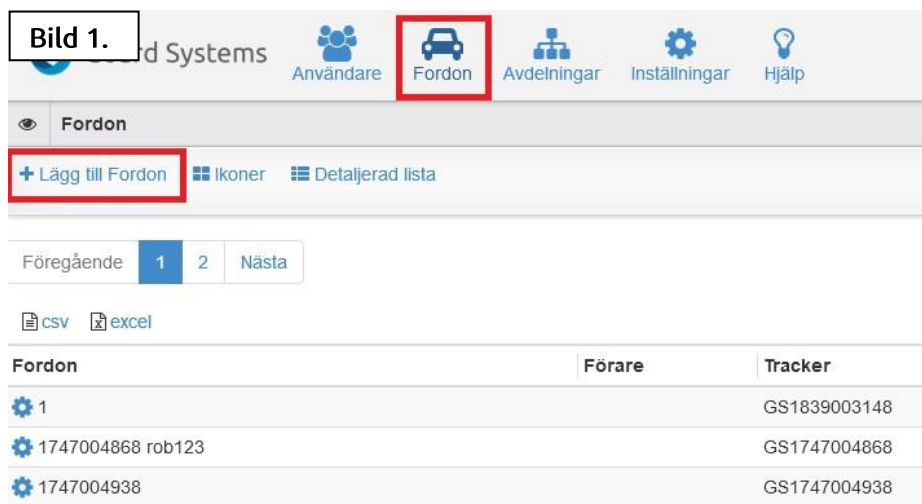 Bild 1.
rd Systems
Användare Fordon Avdelningar Inställningar Hjälp
Fordon
+ Lägg till Fordon Ikoner Detaljerad lista
Föregående 1 2 Nästa
csv excel
Fordon Förare Tracker
1 GS1839003148
1747004868 rob123 GS1747004868
1747004938 GS1747004938